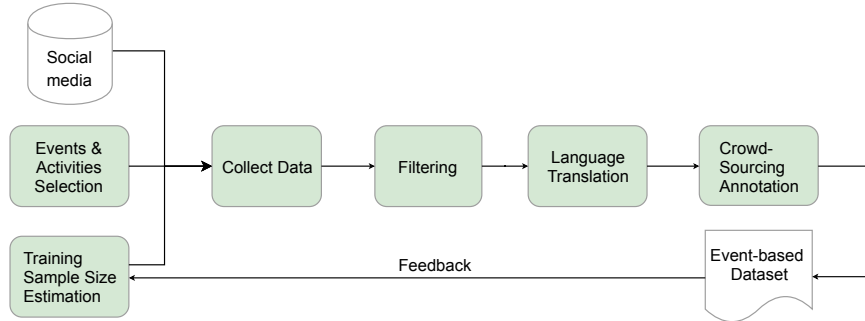 Social
media
Events &
Activities
Selection
Collect Data
Filtering
Language
Translation
Crowd-
Sourcing
Annotation
Training
Sample Size
Estimation
Feedback
Event-based
Dataset